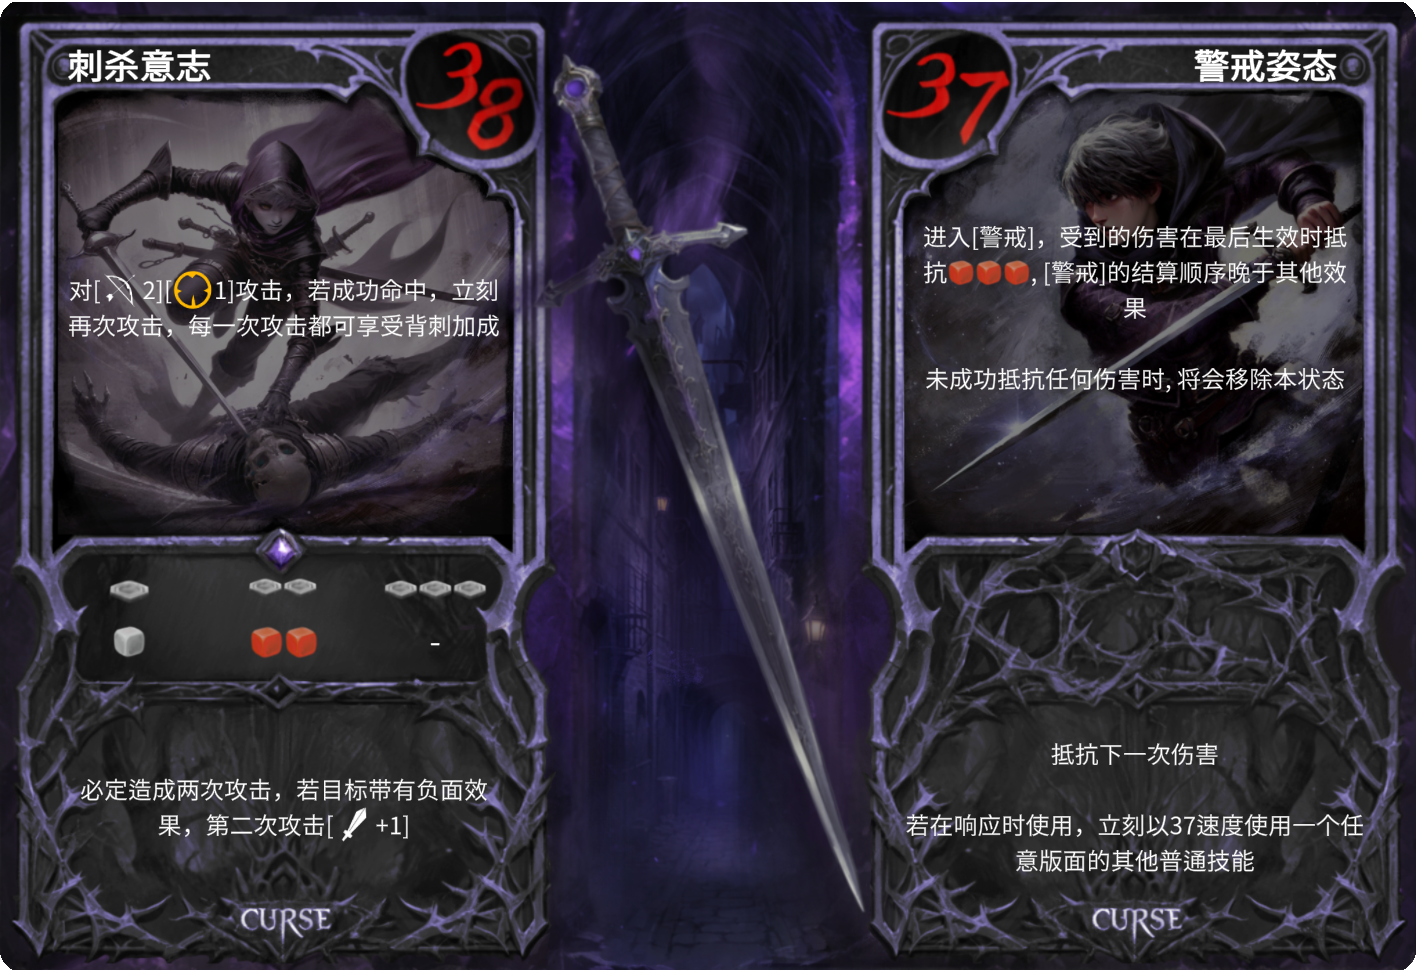 刺杀意志
38
对[ 2][ 1]攻击，若成功命中，立刻
再次攻击，每一次攻击都可享受背刺加成
-
必定造成两次攻击，若目标带有负面效
果，第二次攻击[ +1]
CURSE
37
警戒姿态
进入[警戒]，受到的伤害在最后生效时抵
抗 , [警戒]的结算顺序晚于其他效
果
未成功抵抗任何伤害时, 将会移除本状态
抵抗下一次伤害
若在响应时使用，立刻以37速度使用一个任
意版面的其他普通技能
CURSE